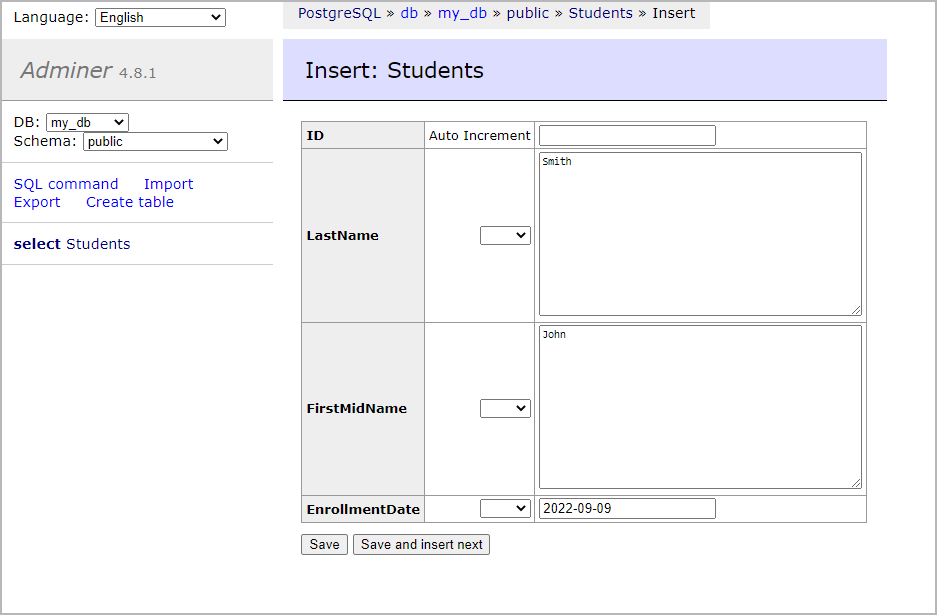 Language: English
PostgreSQL » db » my_db » public » Students » Insert
Adminer 4.8.1
Insert: Students
DB: my_db
Schema: public
SQL command Import
Export Create table
select Students
ID Auto Increment
LastName Smith
FirstMidName John
EnrollmentDate 2022-09-09
Save Save and insert next